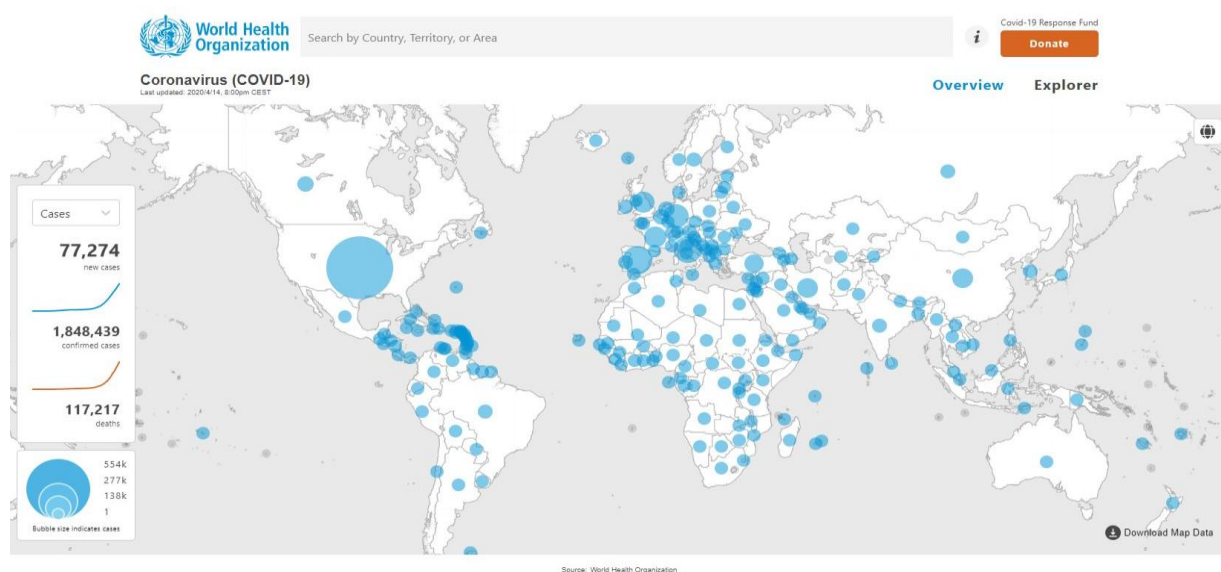 World Health
Organization
Search by Country, Territory, or Area
i
Covid-19 Response Fund
Donate
Coronavirus (COVID-19)
Last updated: 2020/4/14, 8:00pm CEST
Overview
Explorer
Cases
77,274
new cases
1,848,439
confirmed cases
117,217
deaths
554k
277k
138k
1
Bubble size indicates cases
Download Map Data
Source: World Health Organization